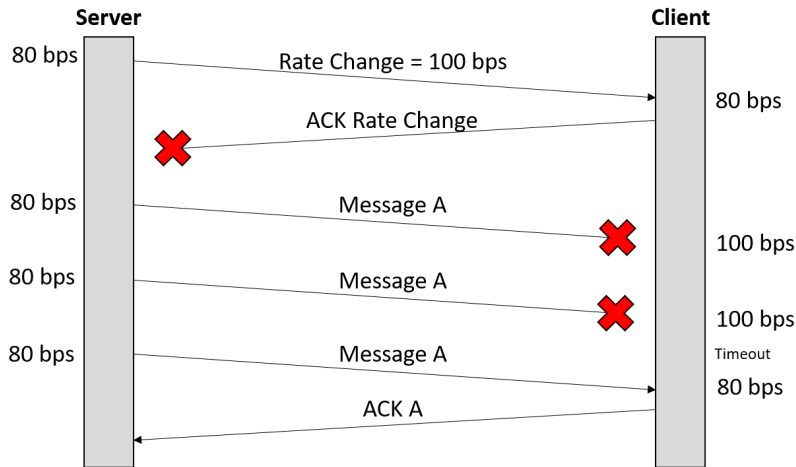 Server
Client
80 bps
Rate Change = 100 bps
80 bps
ACK Rate Change
80 bps
Message A
100 bps
80 bps
Message A
100 bps
80 bps
Message A
Timeout
80 bps
ACK A